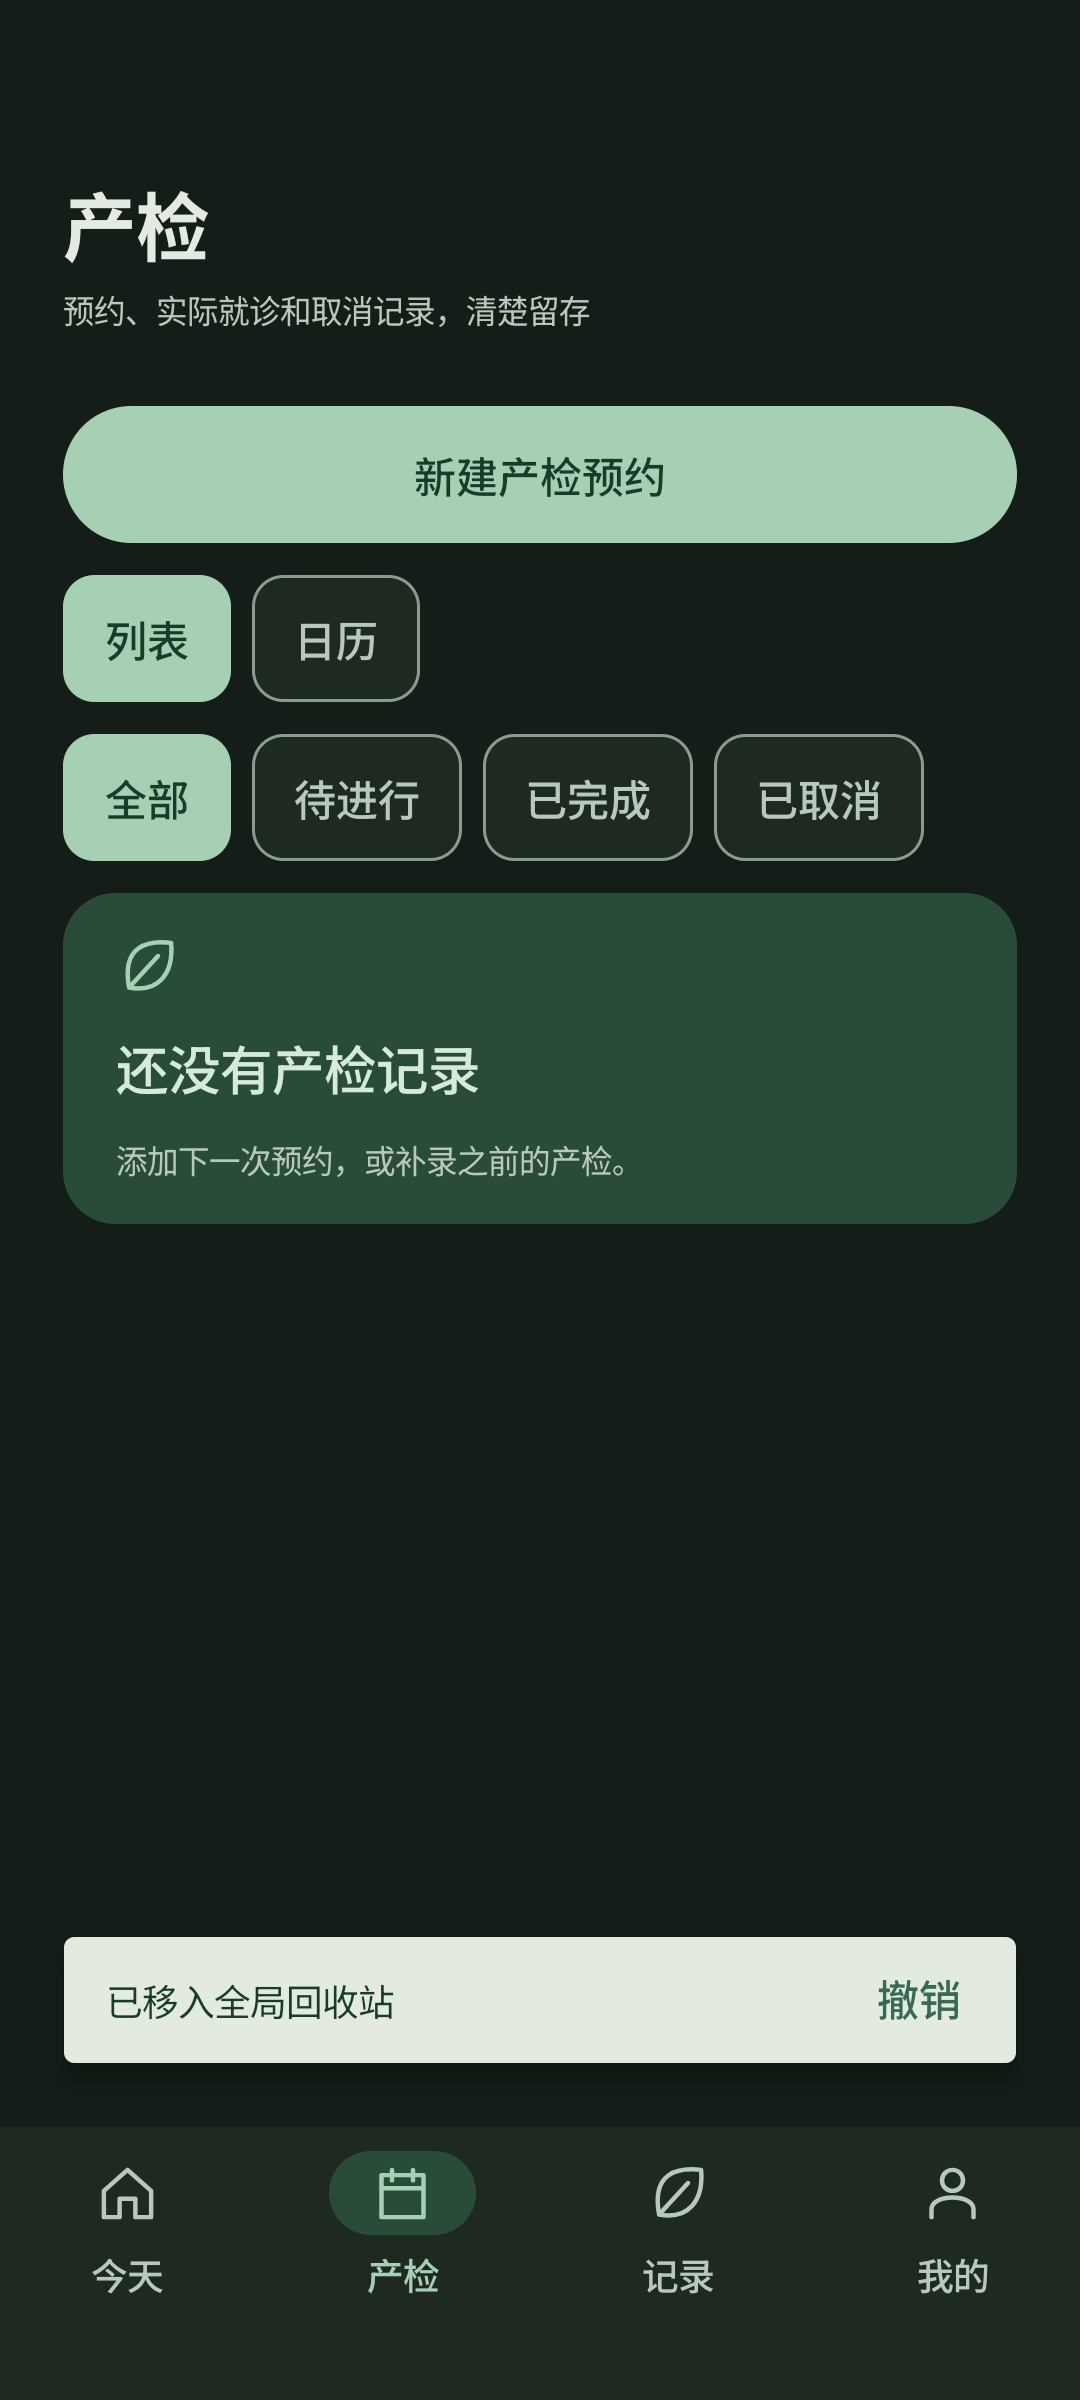 产检
预约、实际就诊和取消记录，清楚留存
新建产检预约
列表 日历
全部 待进行 已完成 已取消
还没有产检记录
添加下一次预约，或补录之前的产检。
已移入全局回收站 撤销
今天 产检 记录 我的